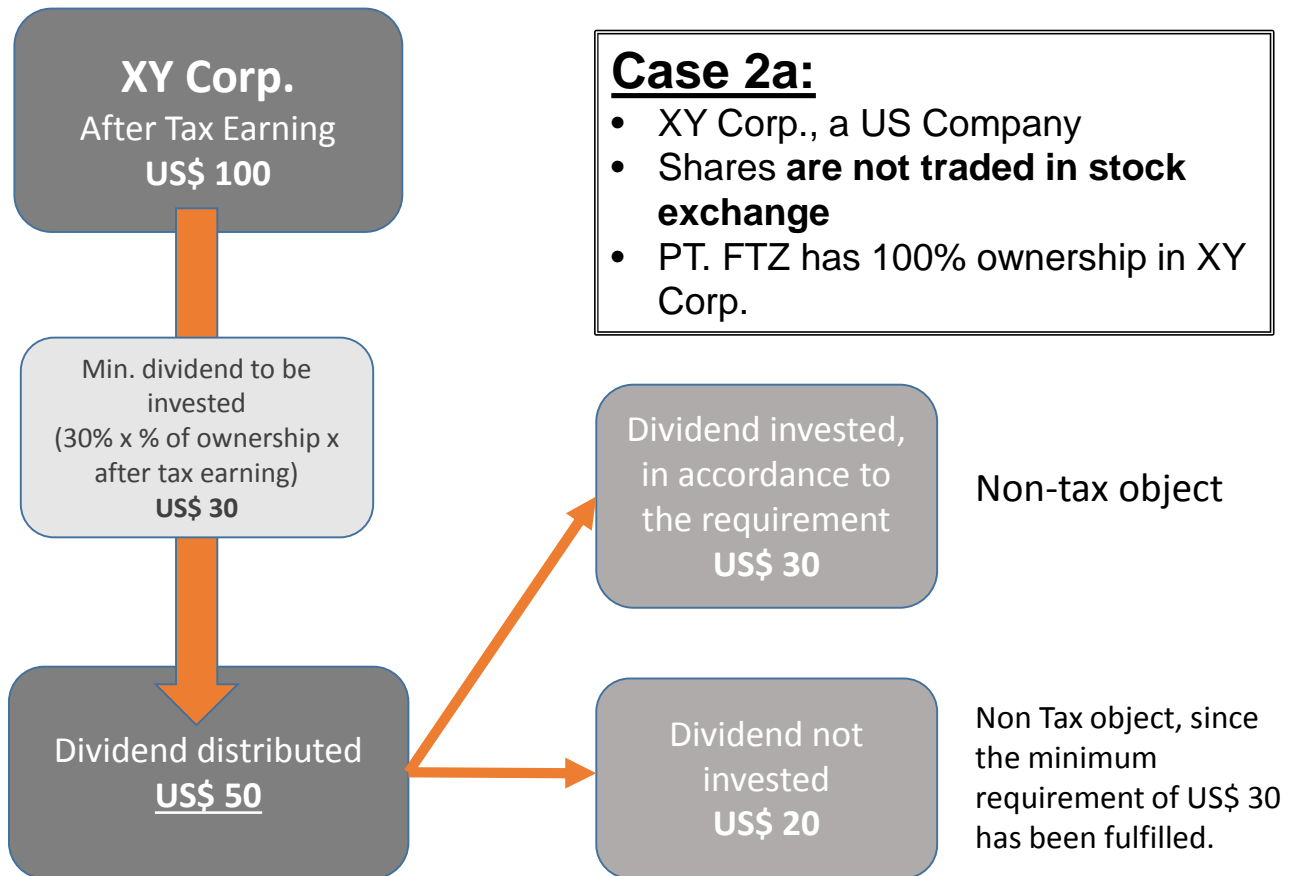 XY Corp.
After Tax Earning
US$ 100
Case 2a:
• XY Corp., a US Company
• Shares are not traded in stock
exchange
• PT. FTZ has 100% ownership in XY
Corp.
Min. dividend to be
invested
(30% x % of ownership x
after tax earning)
US$ 30
Dividend invested,
in accordance to
the requirement
US$ 30
Non-tax object
Dividend distributed
US$ 50
Dividend not
invested
US$ 20
Non Tax object, since
the minimum
requirement of US$ 30
has been fulfilled.